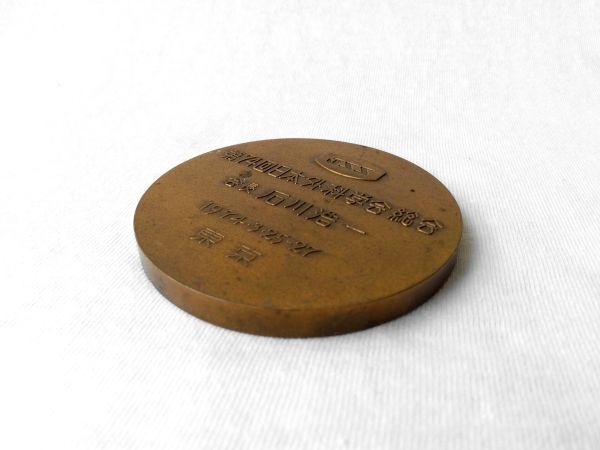 JSS
第74回日本外科学会総会
会長 石川浩一
1974·3·25-27
東京